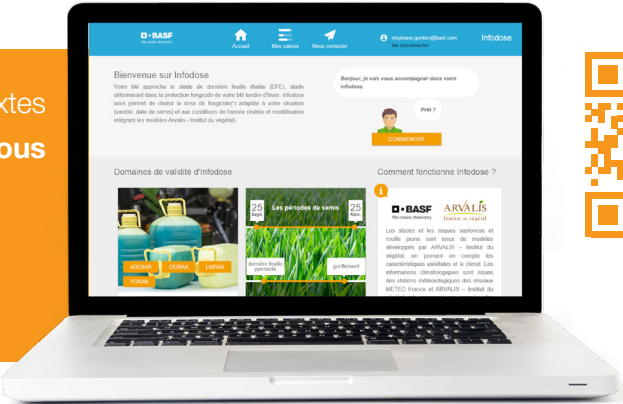 xtes
ous
BASF
We create chemistry
Accueil
Mes saisies
Nous contacter
stephane.gontier@basf.com
Me déconnecter
Infodose
Bienvenue sur Infodose
Votre blé approche le stade de dernière feuille étalée (DFE), stade
déterminant dans la protection fongicide de votre blé tendre d'hiver. Infodose
vous permet de choisir la dose de fongicide(*) adaptée à votre situation
(variété, date de semis) et aux conditions de l'année (météo et modélisation
intégrant les modèles Arvalis - Institut du végétal).
Bonjour, je vais vous accompagner dans votre
infodose.
Prêt ?
COMMENCER
Domaines de validité d'Infodose
Comment fonctionne Infodose ?
ADEXAR
CERIAX
LIBRAX
VOXAN
25
Sept.
Les périodes de semis
25
Nov.
dernière feuille
pointante
gonflement
BASF
We create chemistry
ARVALIS
Institut du végétal
Les stades et les risques septoriose et
rouille jaune sont issus de modèles
développés par ARVALIS – Institut du
végétal, en prenant en compte les
caractéristiques variétales et le climat. Les
informations climatologiques sont issues
des stations météorologiques des réseaux
METEO France et ARVALIS – Institut du